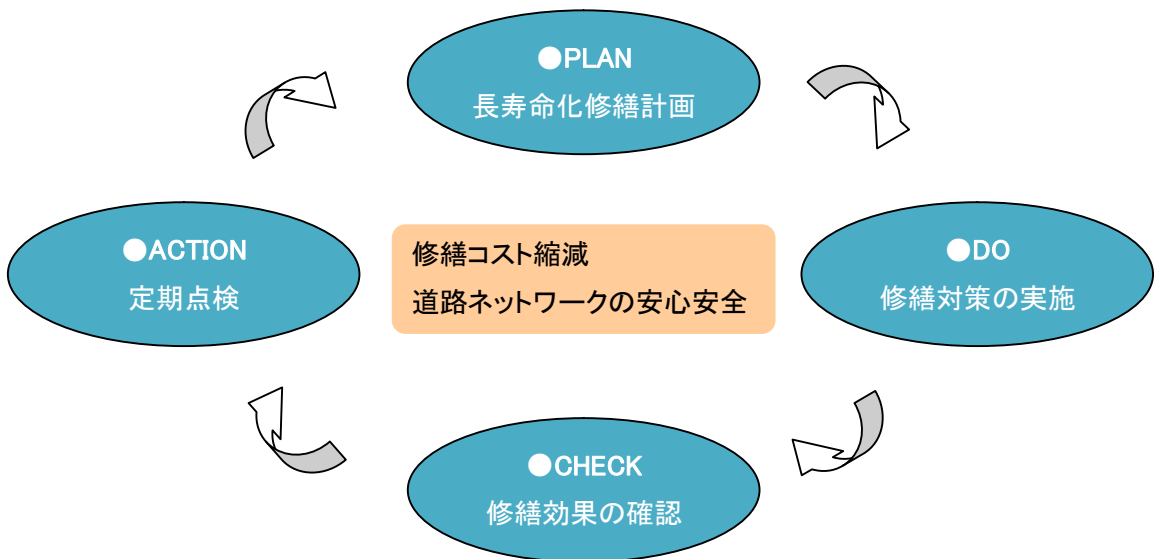 ●PLAN
長寿命化修繕計画
●ACTION
定期点検
修繕コスト縮減
道路ネットワークの安心安全
●DO
修繕対策の実施
●CHECK
修繕効果の確認